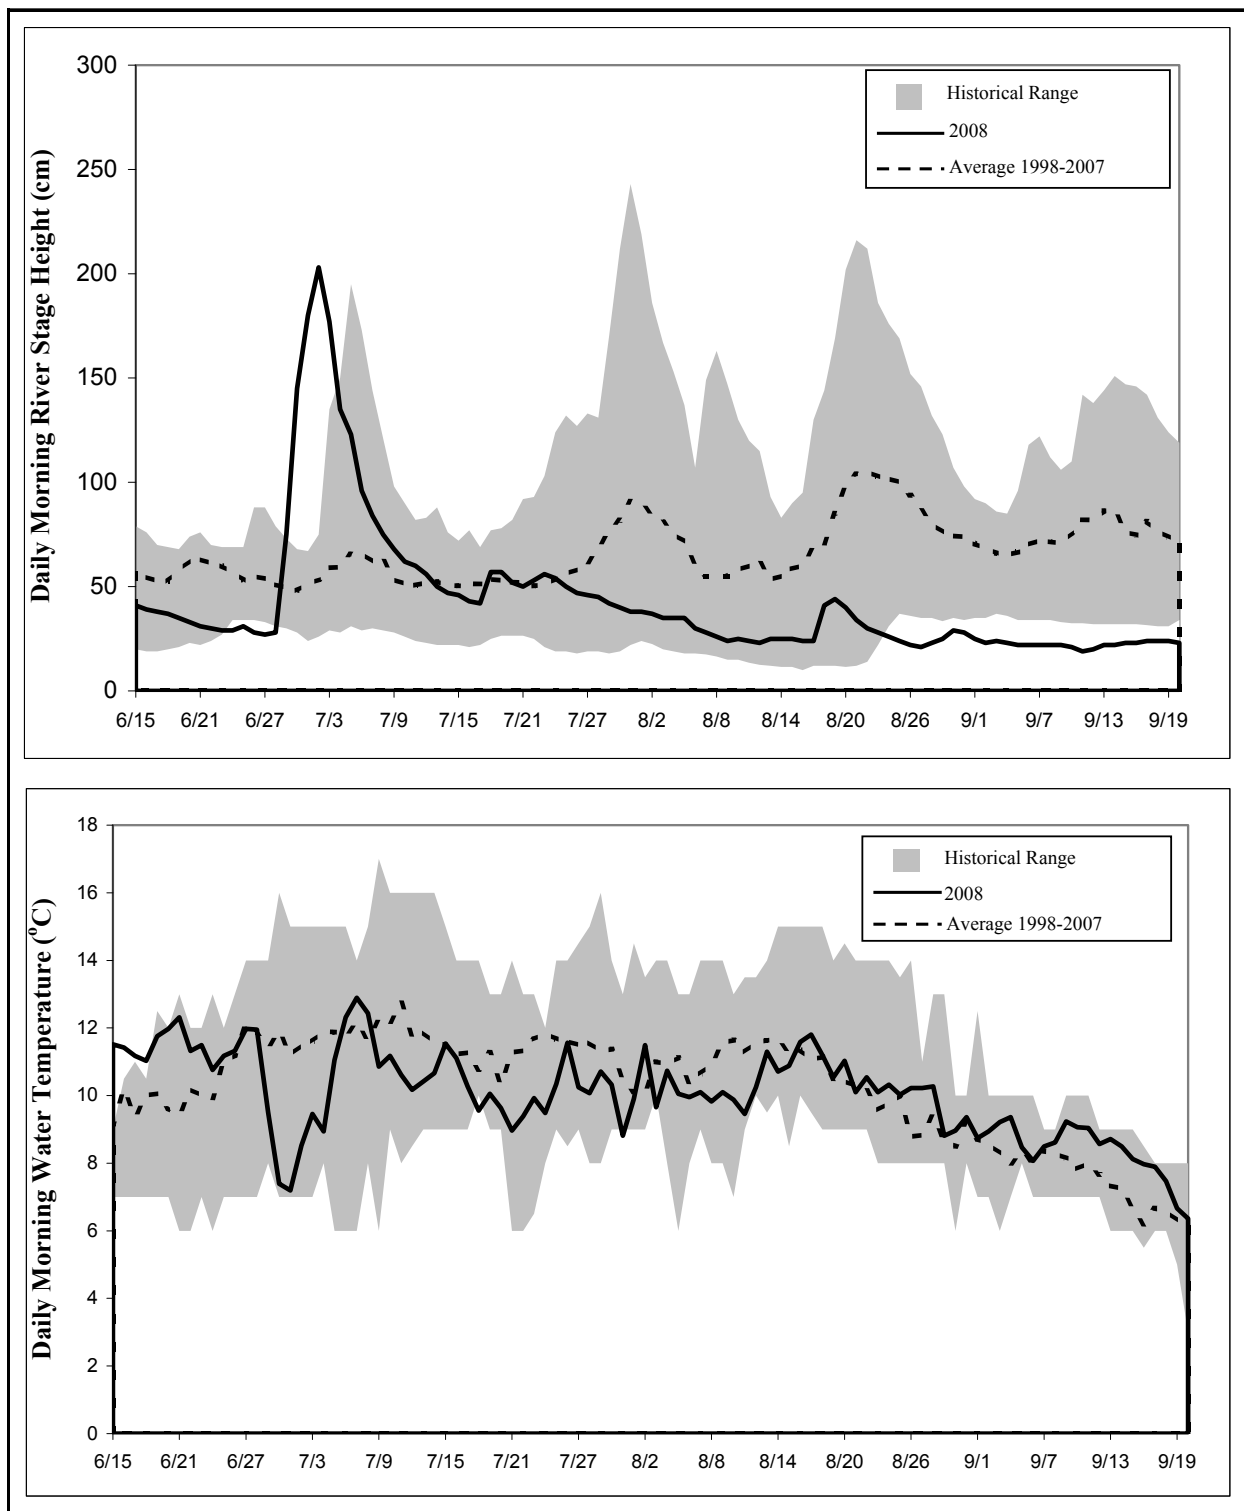 300
250
200
150
100
50
0
Daily Morning River Stage Height (cm)
Historical Range
2008
Average 1998-2007
6/15 6/21 6/27 7/3 7/9 7/15 7/21 7/27 8/2 8/8 8/14 8/20 8/26 9/1 9/7 9/13 9/19
18
16
14
12
10
8
6
4
2
0
Daily Morning Water Temperature (°C)
Historical Range
2008
Average 1998-2007
6/15 6/21 6/27 7/3 7/9 7/15 7/21 7/27 8/2 8/8 8/14 8/20 8/26 9/1 9/7 9/13 9/19